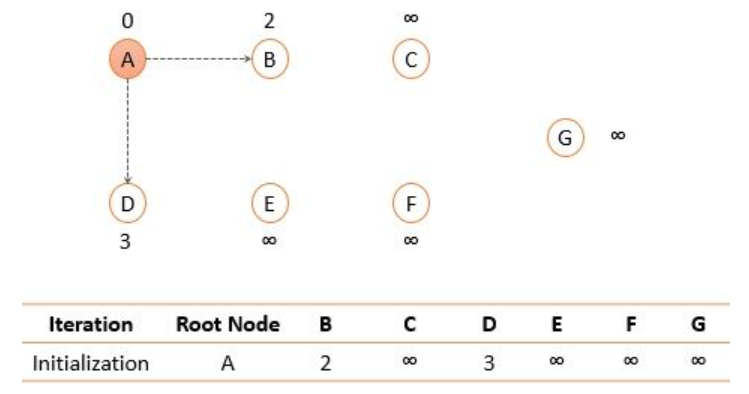 0 2 ∞
A B C
G ∞
D E F
3 ∞ ∞
Iteration Root Node B C D E F G
Initialization A 2 ∞ 3 ∞ ∞ ∞